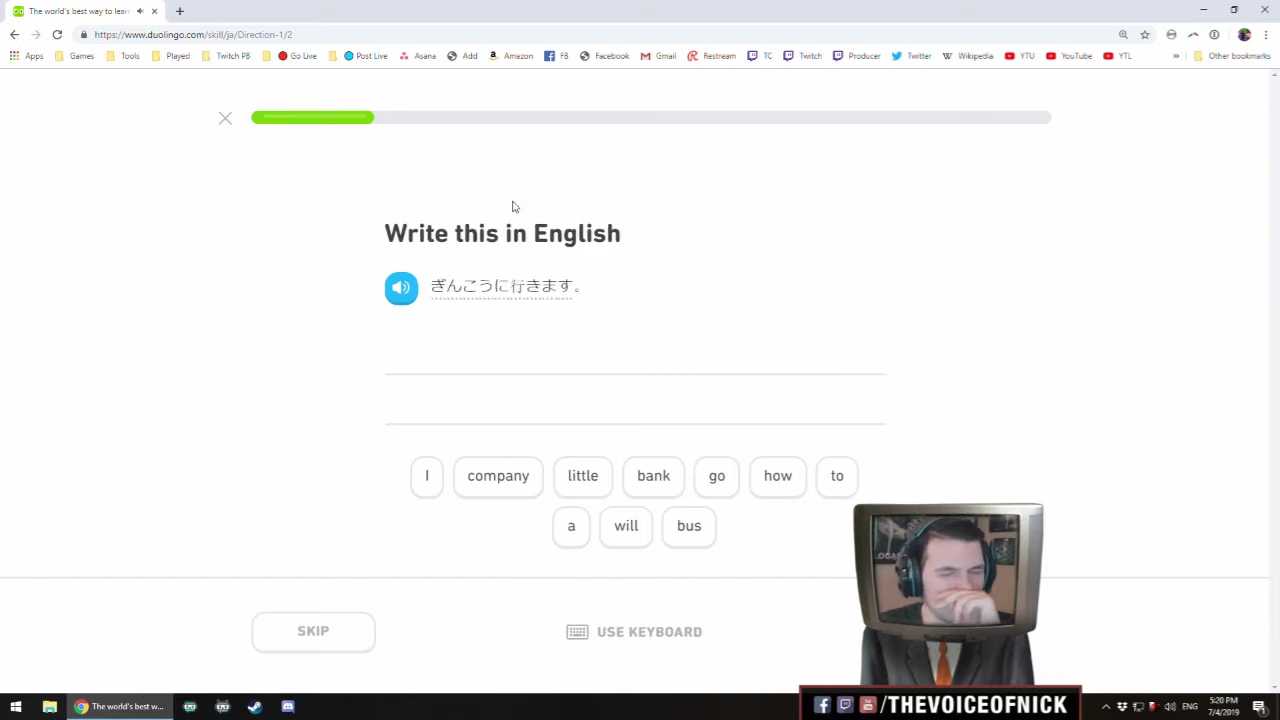 The world's best way to lear
https://www.duolingo.com/skill/ja/Direction-1/2
Apps Games Tools Played Twitch PB Go Live Post Live Asana Add Amazon FB Facebook Gmail Restream TC Twitch Producer Twitter Wikipedia YTU YouTube YTL » Other bookmarks
Write this in English
ぎんこうに行きます。
I company little bank go how to
a will bus
SKIP
USE KEYBOARD
/THEVOICEOFNICK
The world's best w...
ENG
5:20 PM
7/4/2019